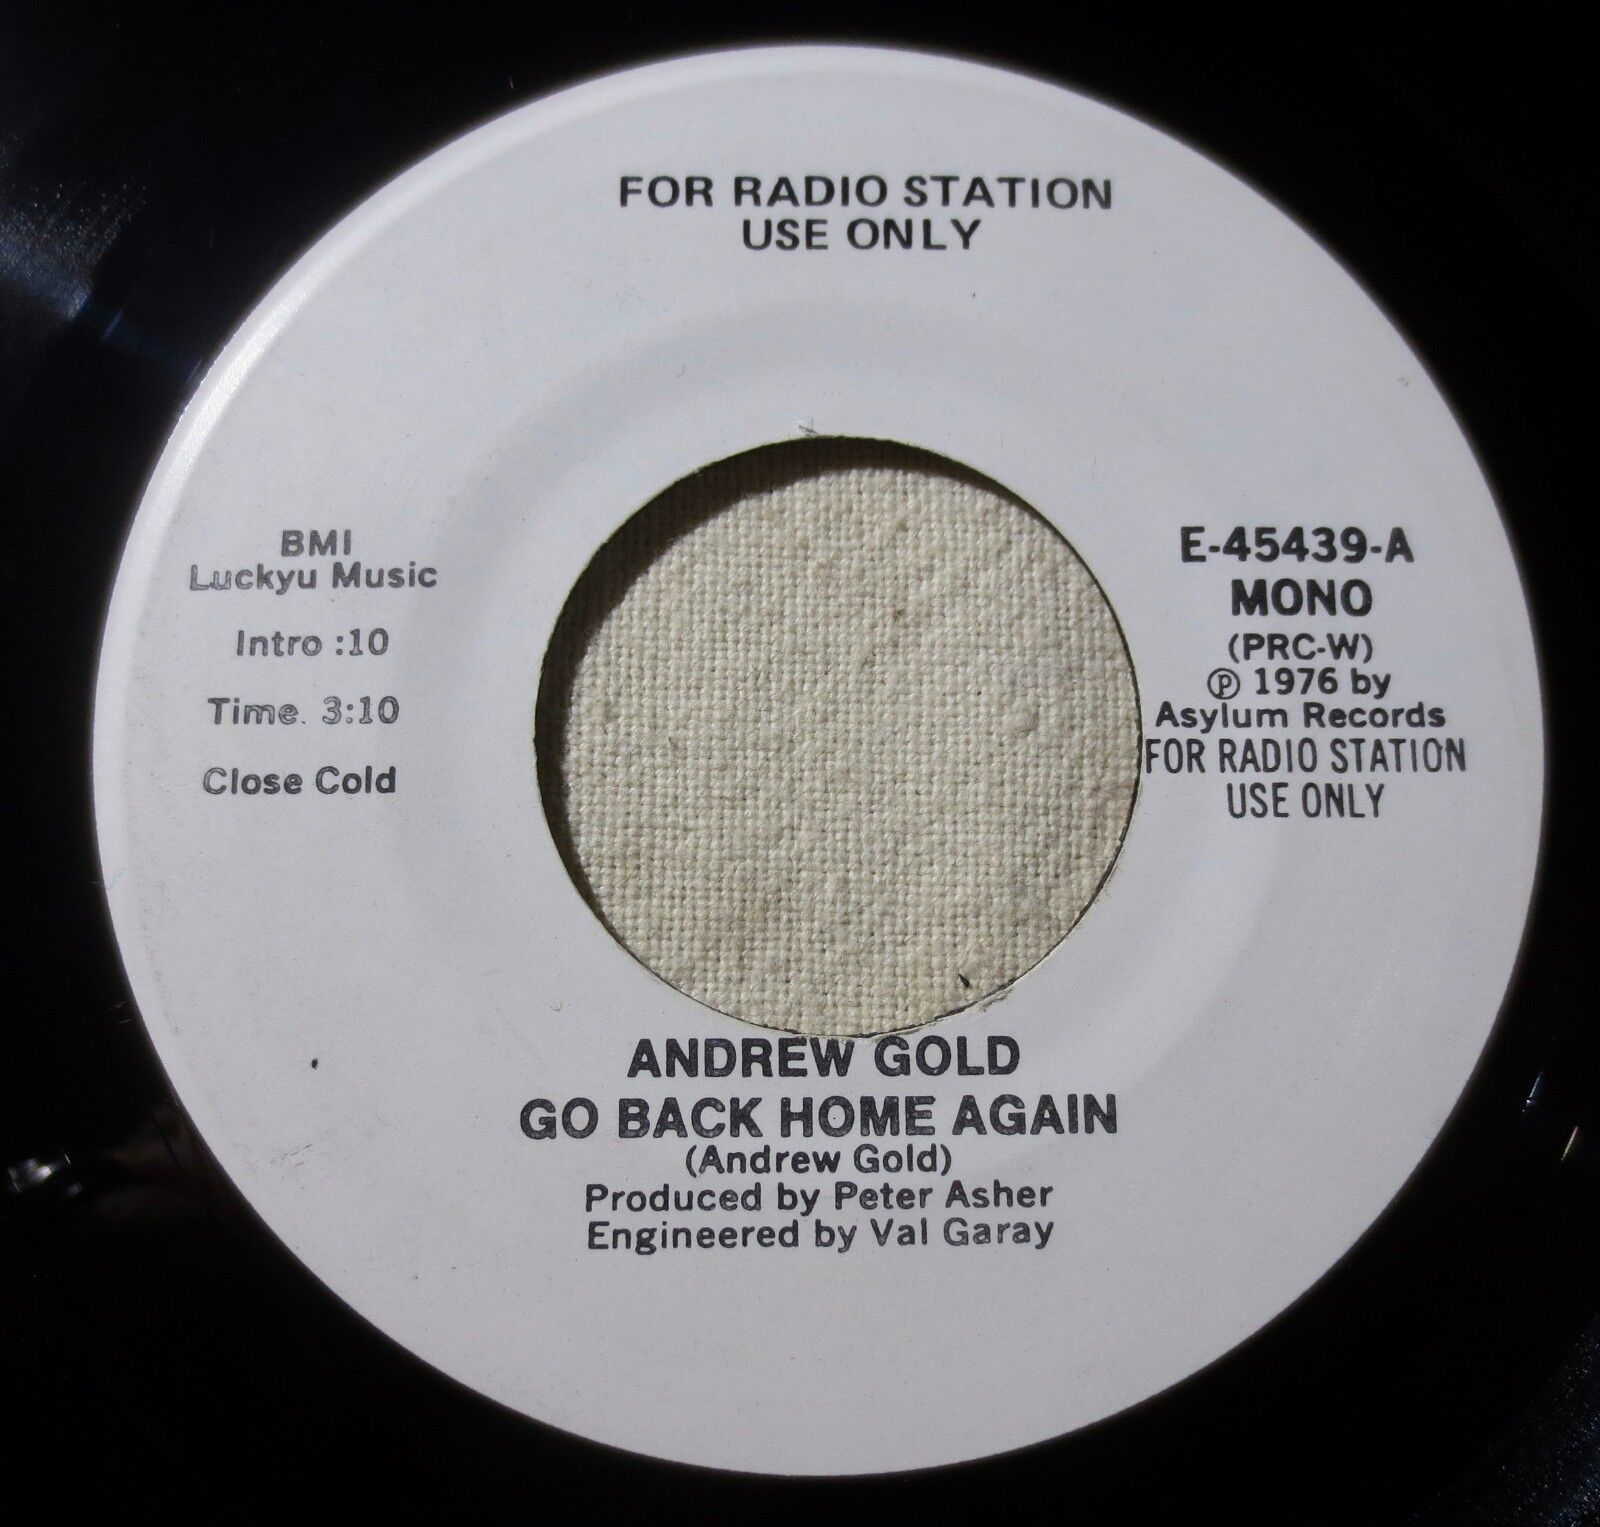 FOR RADIO STATION
USE ONLY
BMI
Luckyu Music
Intro :10
Time. 3:10
Close Cold
E-45439-A
MONO
(PRC-W)
Ⓟ 1976 by
Asylum Records
FOR RADIO STATION
USE ONLY
ANDREW GOLD
GO BACK HOME AGAIN
(Andrew Gold)
Produced by Peter Asher
Engineered by Val Garay